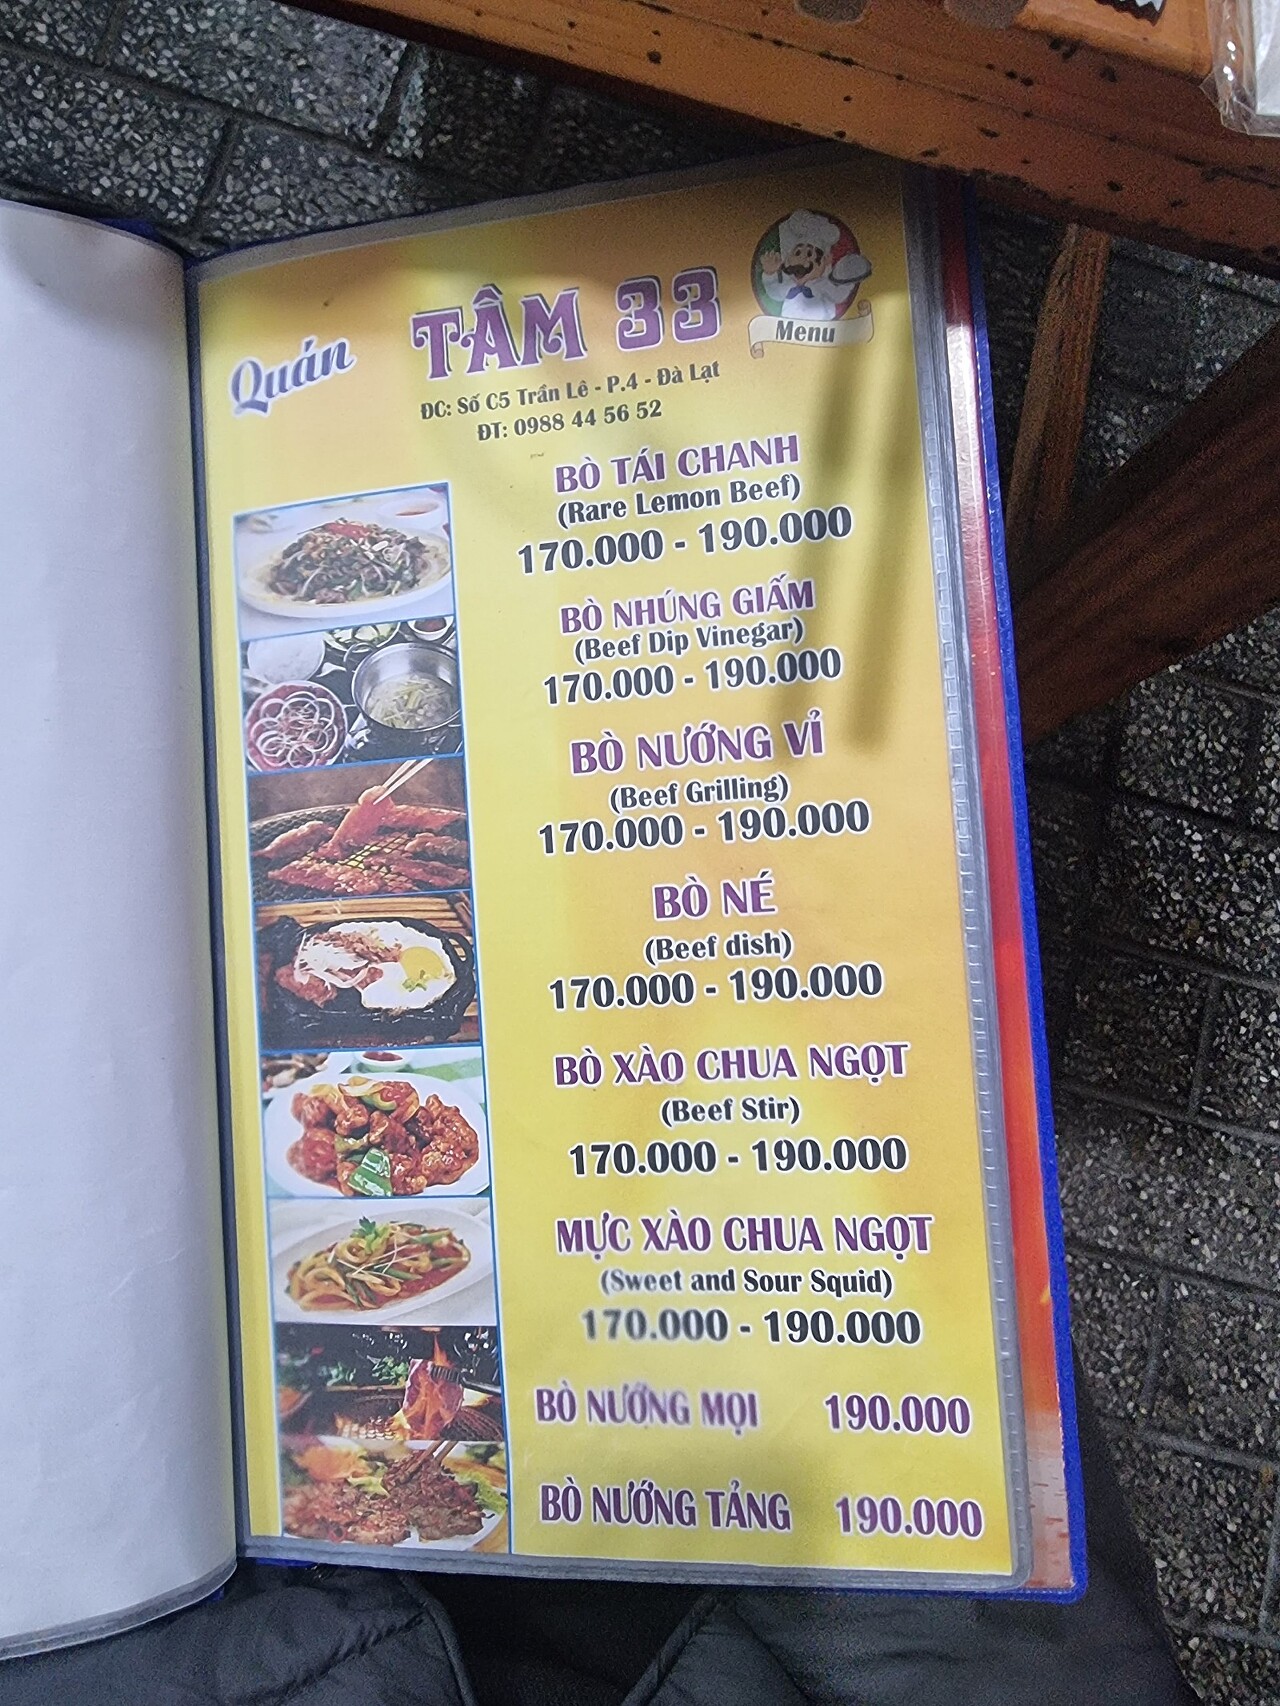 Quán
TÂM 33
Menu
ĐC: Số C5 Trần Lê - P.4 - Đà Lạt
ĐT: 0988 44 56 52
BÒ TÁI CHANH
(Rare Lemon Beef)
170.000 - 190.000
BÒ NHÚNG GIẤM
(Beef Dip Vinegar)
170.000 - 190.000
BÒ NƯỚNG VỈ
(Beef Grilling)
170.000 - 190.000
BÒ NÉ
(Beef dish)
170.000 - 190.000
BÒ XÀO CHUA NGỌT
(Beef Stir)
170.000 - 190.000
MỰC XÀO CHUA NGỌT
(Sweet and Sour Squid)
170.000 - 190.000
BÒ NƯỚNG MỌI 190.000
BÒ NƯỚNG TẢNG 190.000